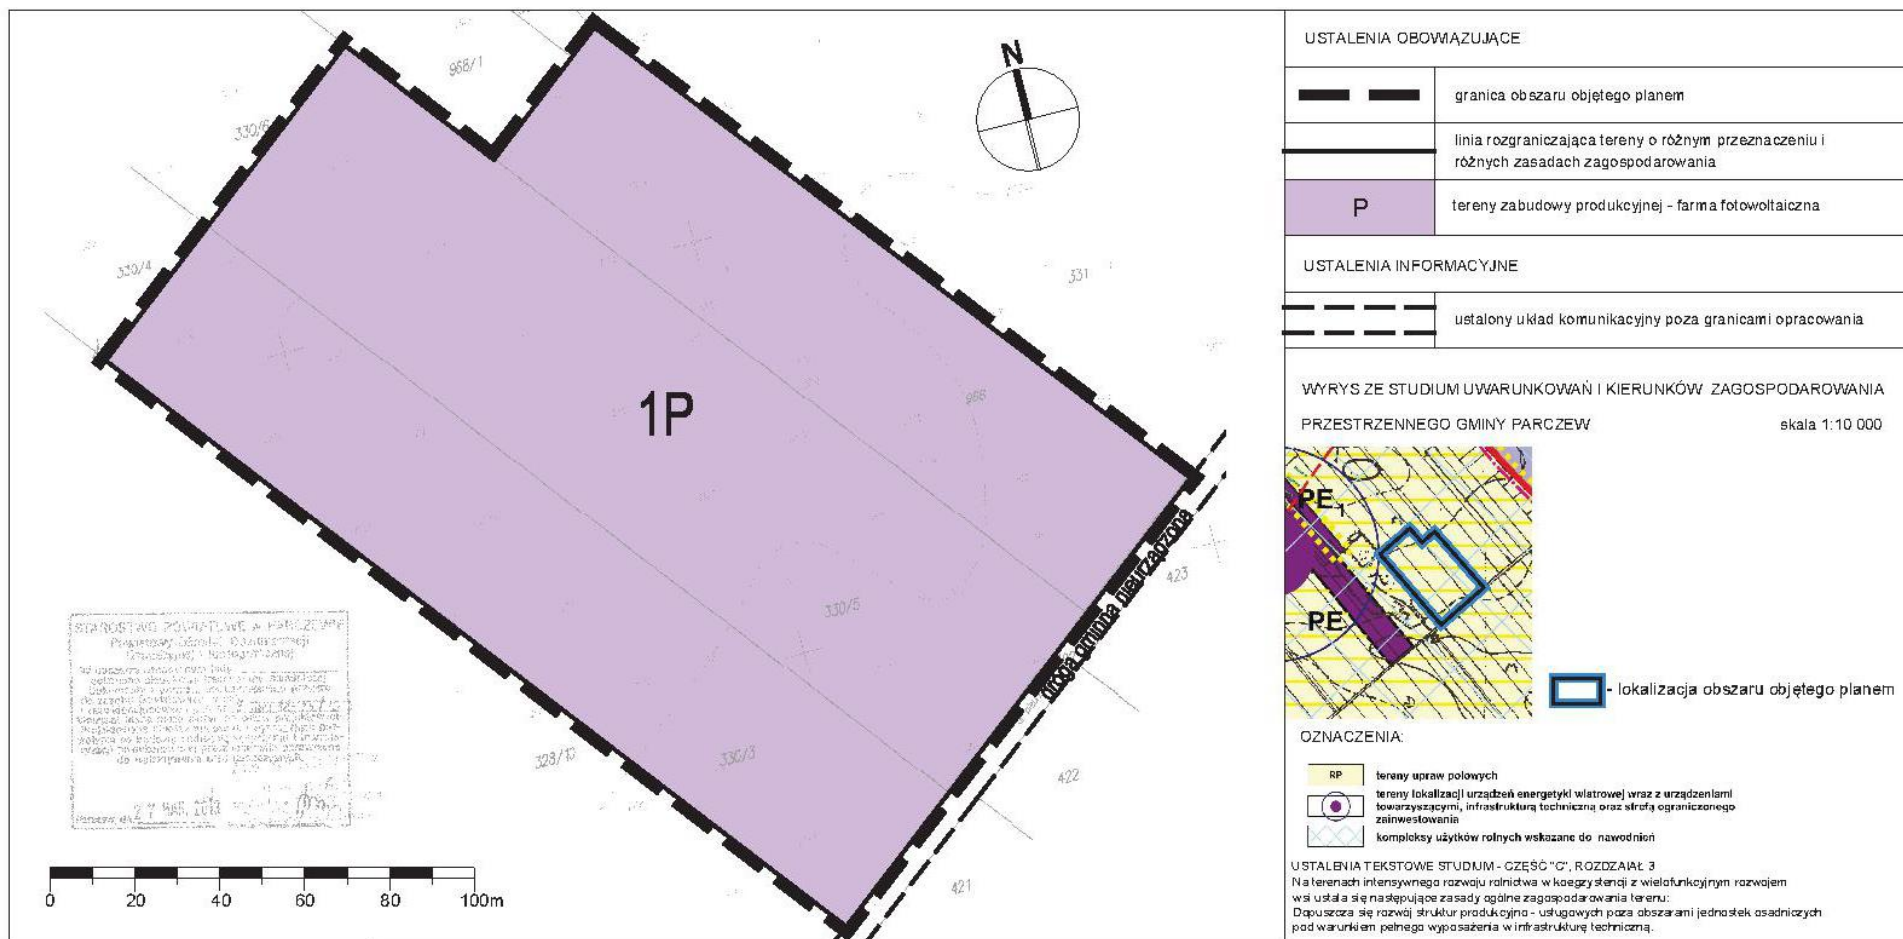 968/1
330/6
330/4
N
331
966
1P
droga gminna nieurządzona
423
330/5
330/3
328/13
422
421
STAROSTWO POWIATOWE w PARCZEWIE
0 20 40 60 80 100m
USTALENIA OBOWIĄZUJĄCE
granica obszaru objętego planem
linia rozgraniczająca tereny o różnym przeznaczeniu i
różnych zasadach zagospodarowania
P
tereny zabudowy produkcyjnej - farma fotowoltaiczna
USTALENIA INFORMACYJNE
ustalony układ komunikacyjny poza granicami opracowania
WYRYS ZE STUDIUM UWARUNKOWAŃ I KIERUNKÓW ZAGOSPODAROWANIA
PRZESTRZENNEGO GMINY PARCZEW skala 1:10 000
PE 1
PE
- lokalizacja obszaru objętego planem
OZNACZENIA:
RP tereny upraw polowych
tereny lokalizacji urządzeń energetyki wiatrowej wraz z urządzeniami
towarzyszącymi, infrastrukturą techniczną oraz strefą ograniczonego
zainwestowania
kompleksy użytków rolnych wskazane do nawodnień
USTALENIA TEKSTOWE STUDIUM - CZĘŚĆ "C", ROZDZIAŁ 3
Na terenach intensywnego rozwoju rolnictwa w koegzystencji z wielofunkcyjnym rozwojem
wsi ustala się następujące zasady ogólne zagospodarowania terenu:
Dopuszcza się rozwój struktur produkcyjno - usługowych poza obszarami jednostek osadniczych
pod warunkiem pełnego wyposażenia w infrastrukturę techniczną.